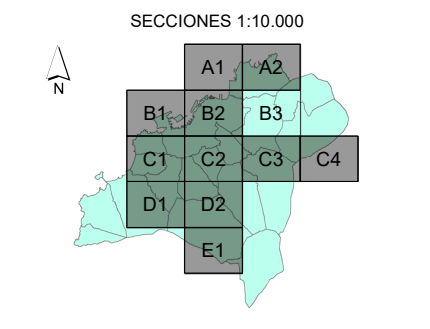 SECCIONES 1:10.000
N
A1 A2
B1 B2 B3
C1 C2 C3 C4
D1 D2
E1